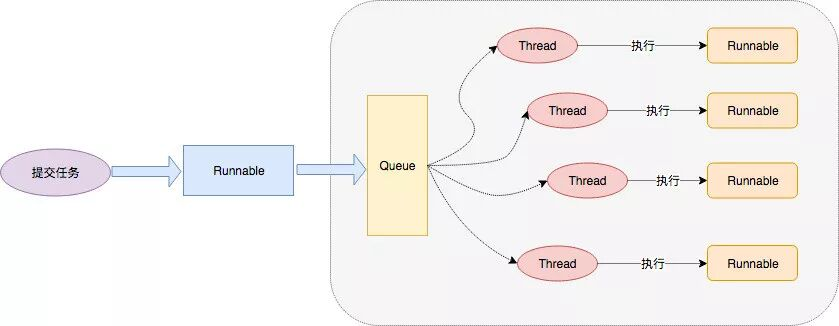 提交任务
Runnable
Queue
Thread
执行
Runnable
Thread
执行
Runnable
Thread
执行
Runnable
Thread
执行
Runnable